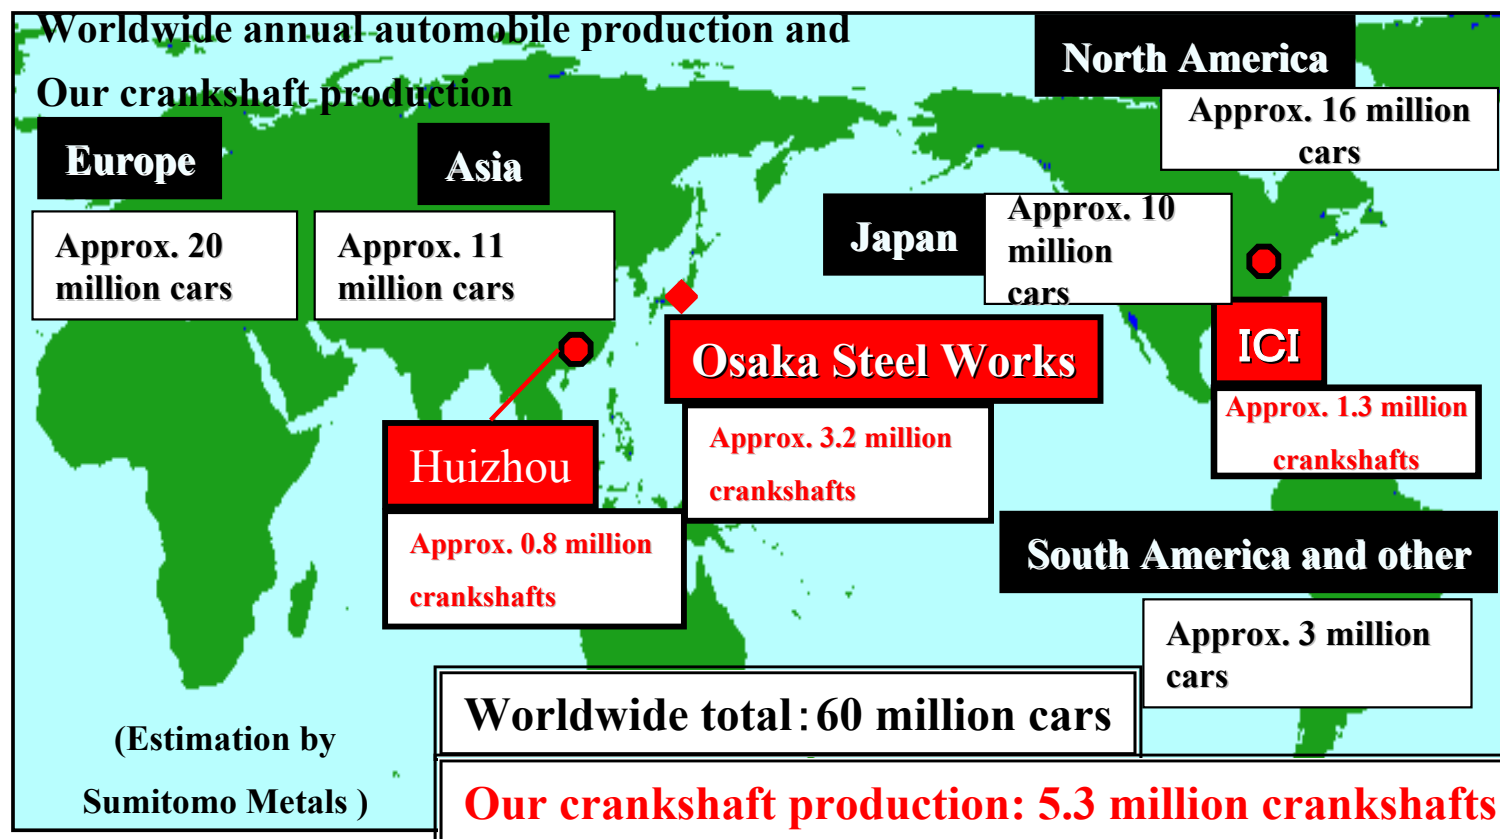 Worldwide annual automobile production and
Our crankshaft production
North America
Approx. 16 million
cars
Europe
Asia
Approx. 20
million cars
Approx. 11
million cars
Japan
Approx. 10
million
cars
ICI
Osaka Steel Works
Approx. 1.3 million
crankshafts
Approx. 3.2 million
crankshafts
Huizhou
Approx. 0.8 million
crankshafts
South America and other
Approx. 3 million
cars
Worldwide total:60 million cars
(Estimation by
Sumitomo Metals )
Our crankshaft production: 5.3 million crankshafts